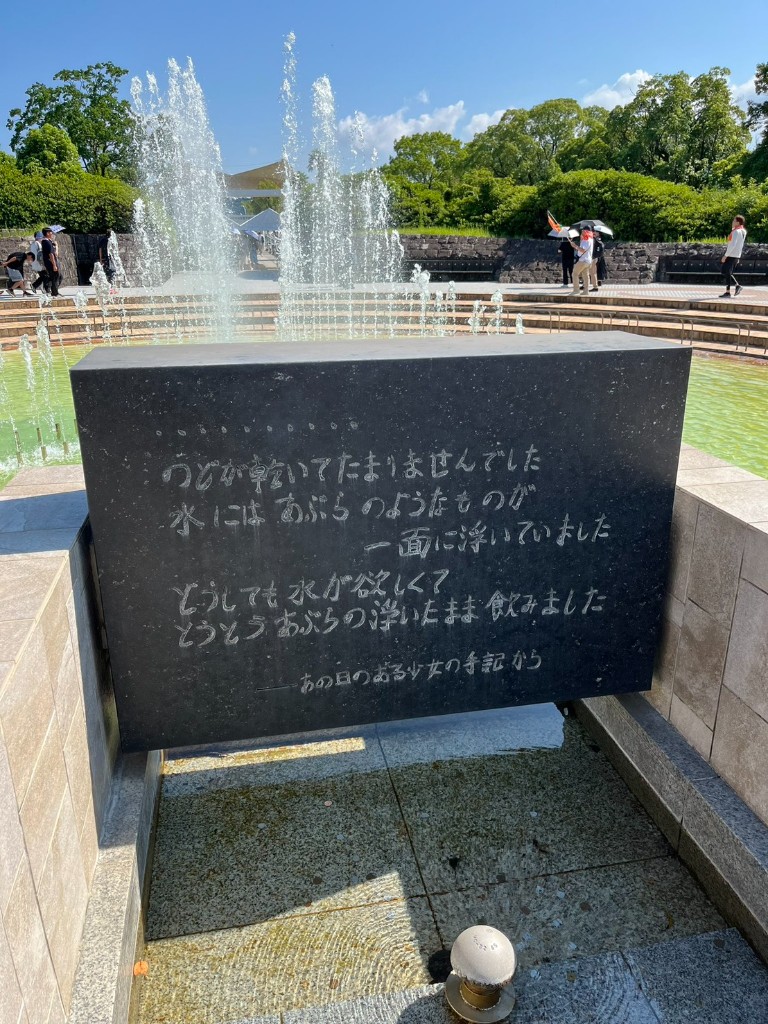 ・・・・・・・・・・・
のどが乾いてたまりませんでした
水にはあぶらのようなものが
一面に浮いていました
どうしても水が欲しくて
とうとうあぶらの浮いたまま飲みました
――あの日のある少女の手記から